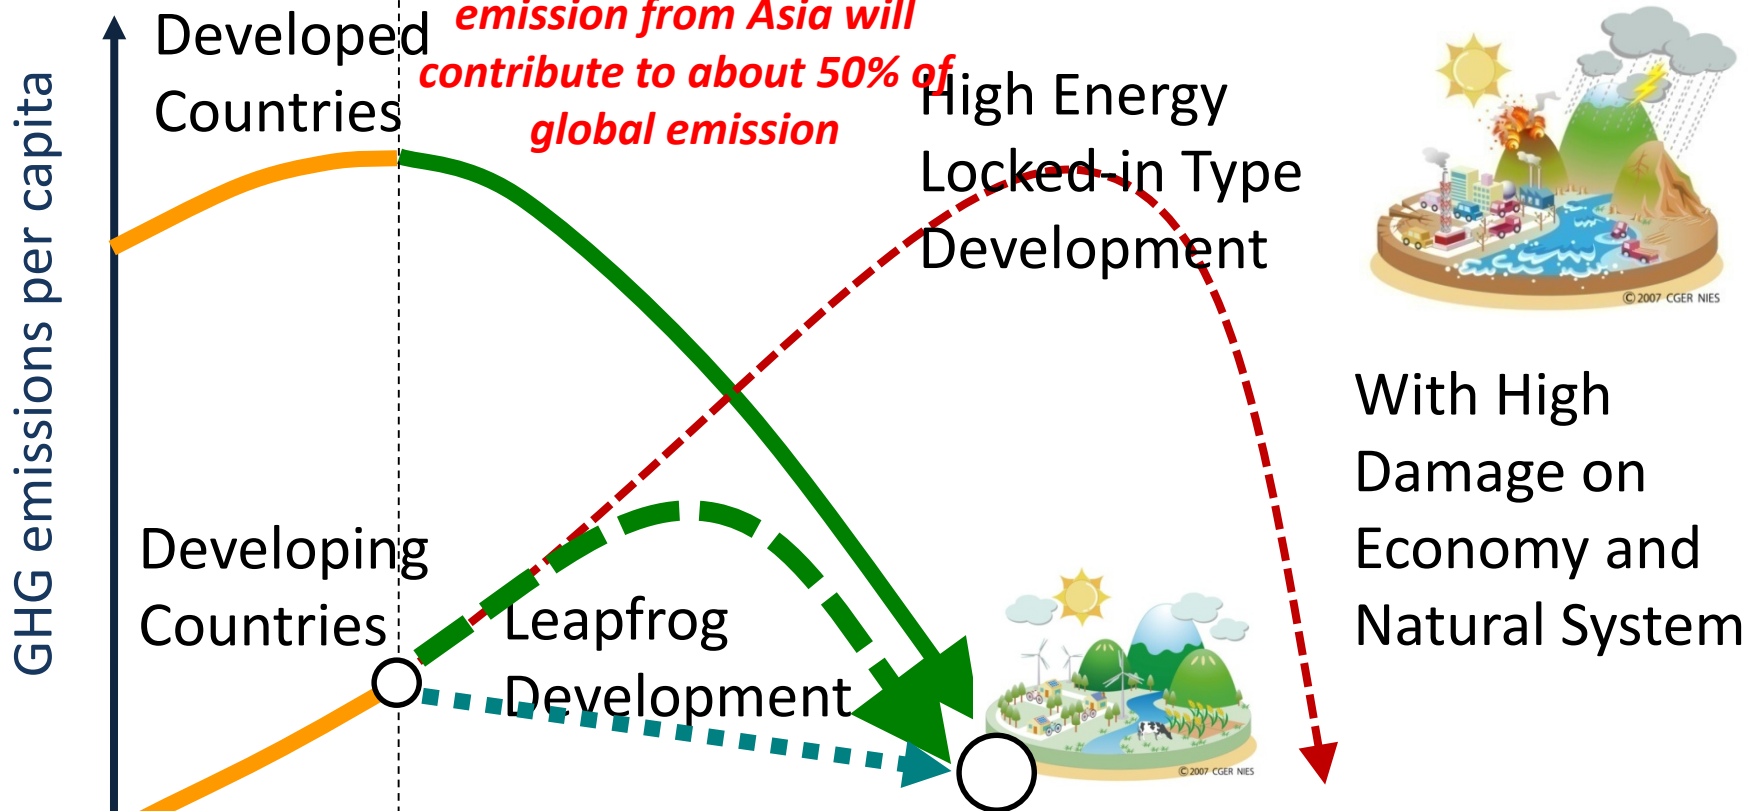 GHG emissions per capita
Developed
Countries
emission from Asia will
contribute to about 50% of
global emission
High Energy
Locked-in Type
Development
© 2007 CGER NIES
With High
Damage on
Economy and
Natural System
Developing
Countries
Leapfrog
Development
© 2007 CGER NIES